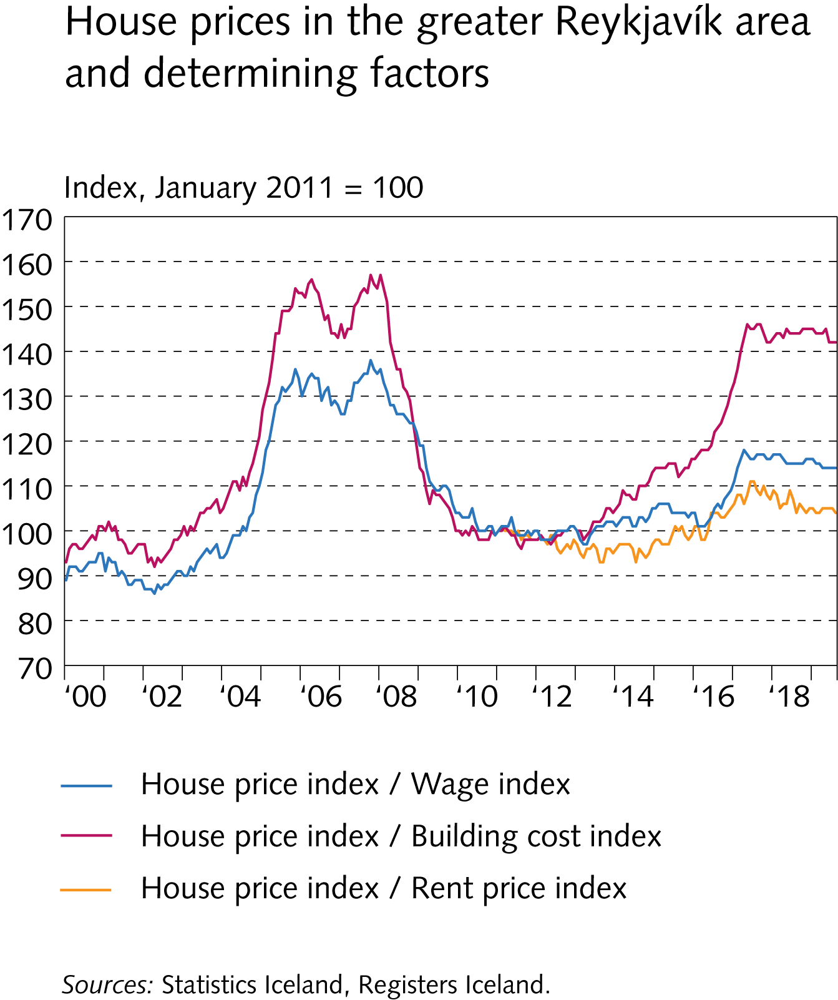 House prices in the greater Reykjavík area
and determining factors
Index, January 2011 = 100
170
160
150
140
130
120
110
100
90
80
70
‘00 ‘02 ‘04 ‘06 ‘08 ‘10 ‘12 ‘14 ‘16 ‘18
House price index / Wage index
House price index / Building cost index
House price index / Rent price index
Sources: Statistics Iceland, Registers Iceland.